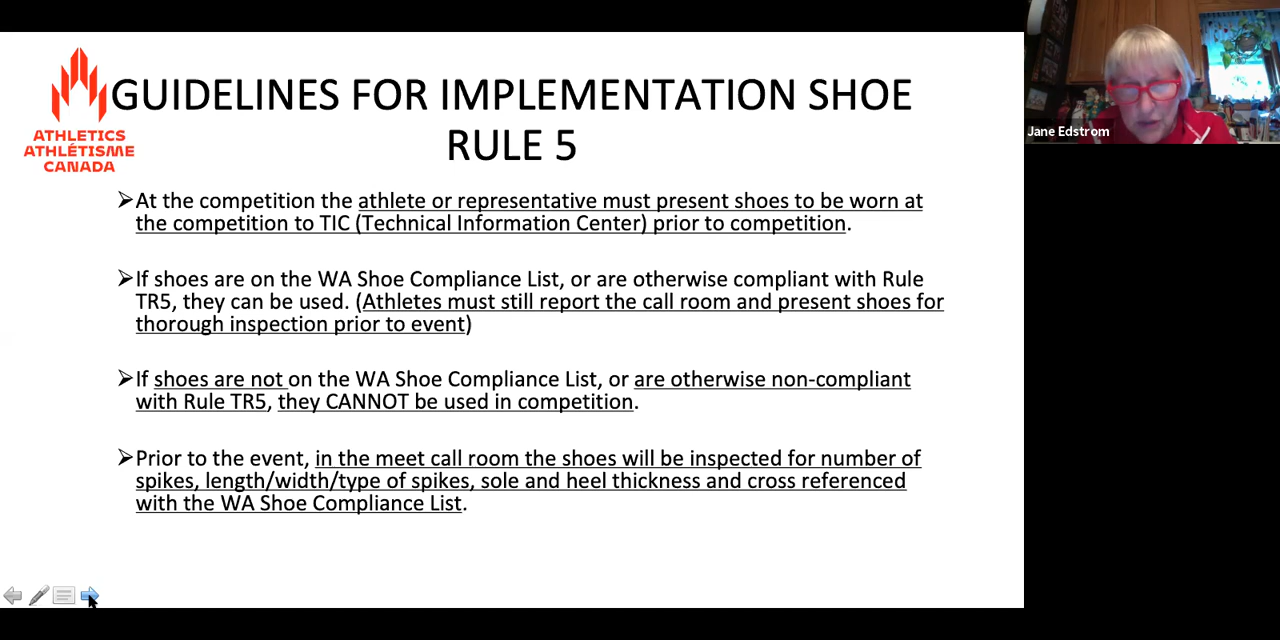 GUIDELINES FOR IMPLEMENTATION SHOE
RULE 5
ATHLETICS
ATHLÉTISME
CANADA
➢At the competition the athlete or representative must present shoes to be worn at
the competition to TIC (Technical Information Center) prior to competition.
➢If shoes are on the WA Shoe Compliance List, or are otherwise compliant with Rule
TR5, they can be used. (Athletes must still report the call room and present shoes for
thorough inspection prior to event)
➢If shoes are not on the WA Shoe Compliance List, or are otherwise non-compliant
with Rule TR5, they CANNOT be used in competition.
➢Prior to the event, in the meet call room the shoes will be inspected for number of
spikes, length/width/type of spikes, sole and heel thickness and cross referenced
with the WA Shoe Compliance List.
Jane Edstrom